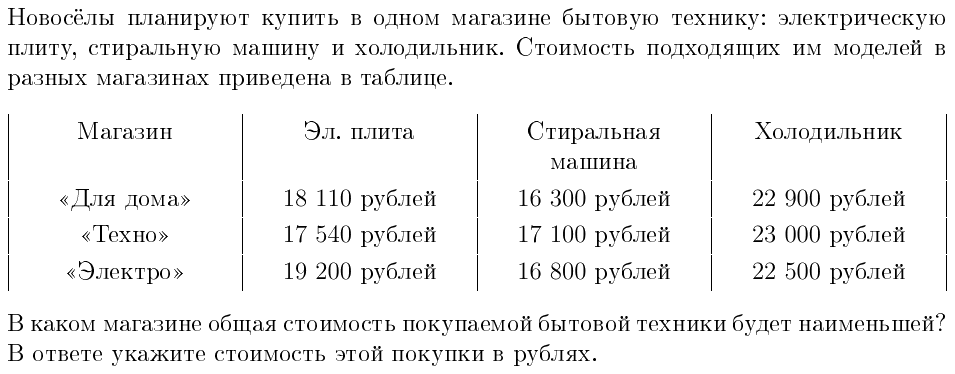 Новосёлы планируют купить в одном магазине бытовую технику: электрическую
плиту, стиральную машину и холодильник. Стоимость подходящих им моделей в
разных магазинах приведена в таблице.
Магазин Эл. плита Стиральная машина Холодильник
«Для дома» 18 110 рублей 16 300 рублей 22 900 рублей
«Техно» 17 540 рублей 17 100 рублей 23 000 рублей
«Электро» 19 200 рублей 16 800 рублей 22 500 рублей
В каком магазине общая стоимость покупаемой бытовой техники будет наименьшей?
В ответе укажите стоимость этой покупки в рублях.